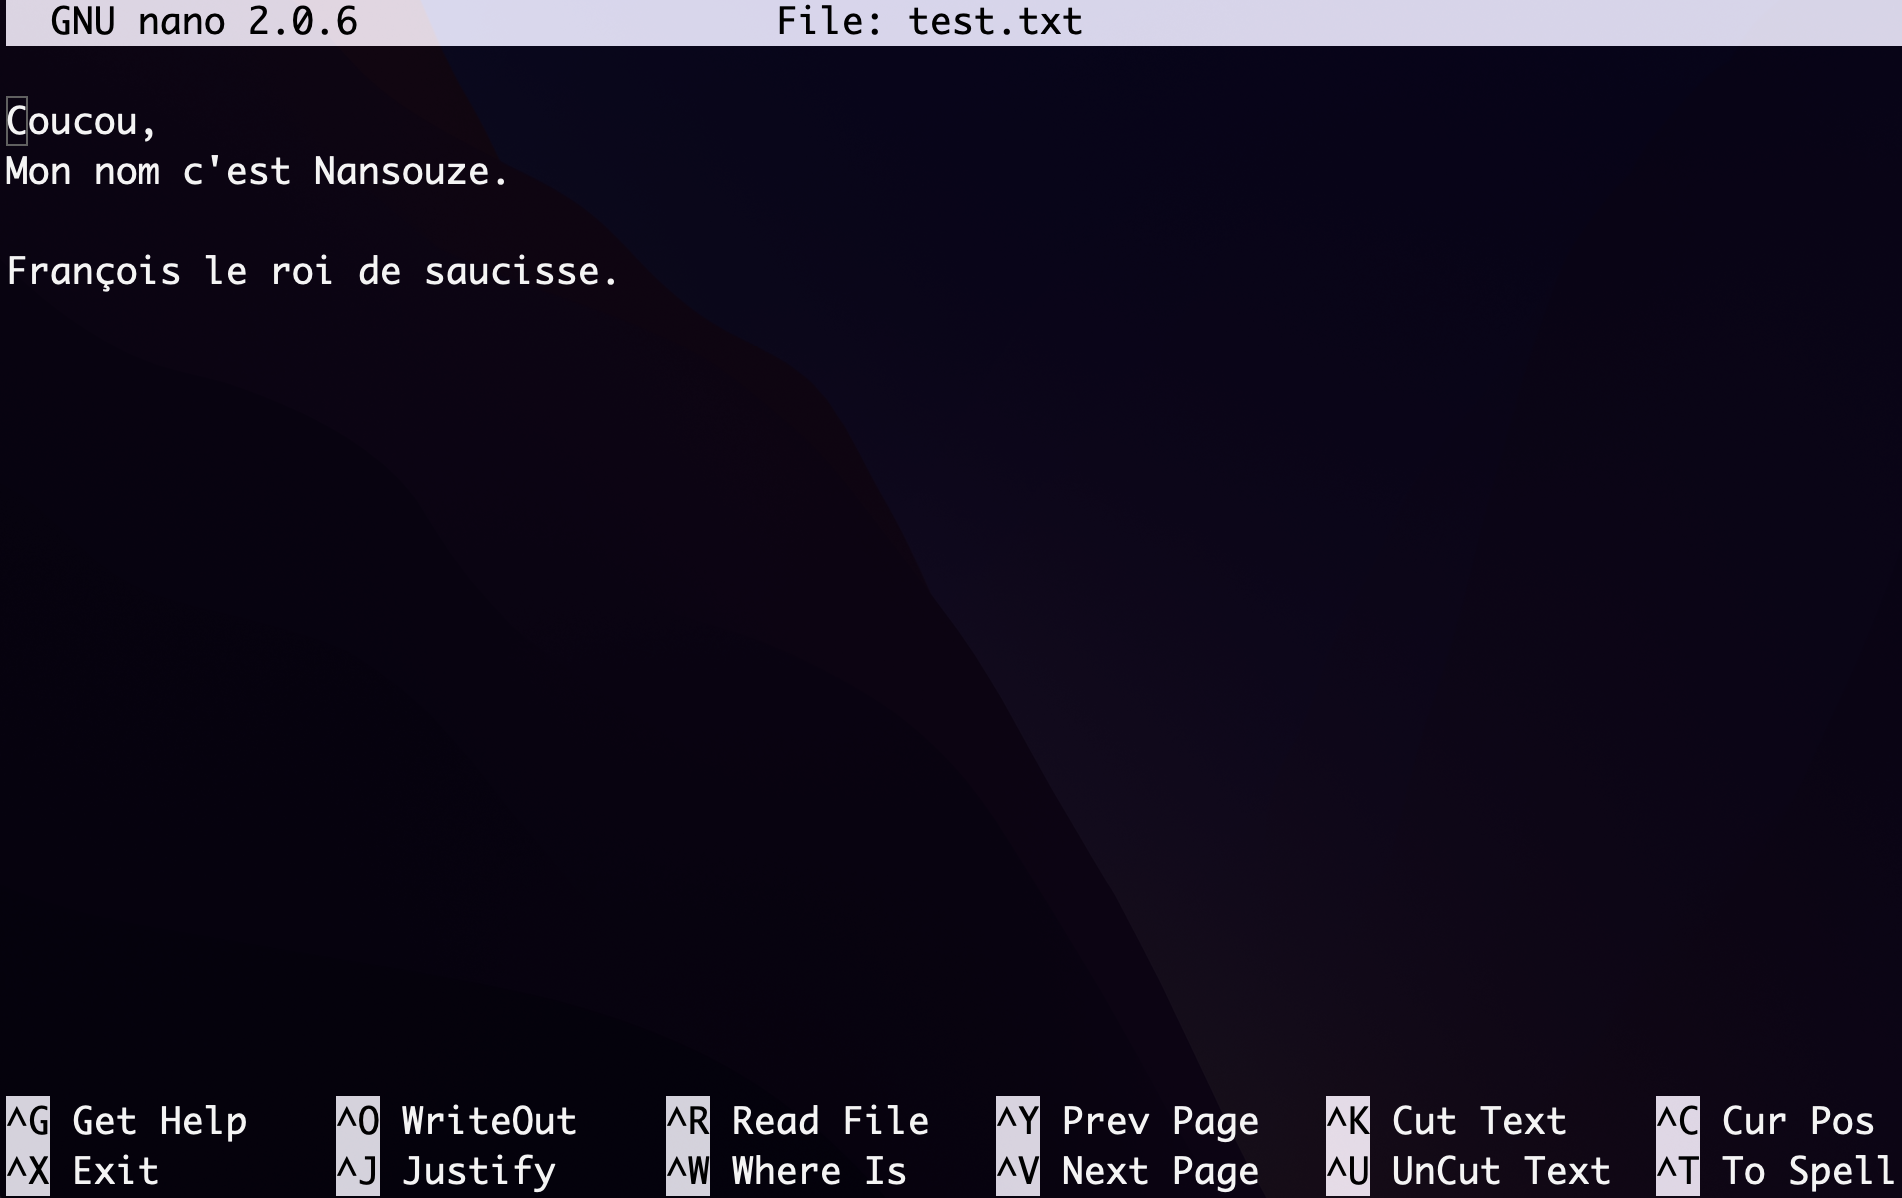 GNU nano 2.0.6 File: test.txt
Coucou,
Mon nom c'est Nansouze.
François le roi de saucisse.
^G Get Help ^O WriteOut ^R Read File ^Y Prev Page ^K Cut Text ^C Cur Pos
^X Exit ^J Justify ^W Where Is ^V Next Page ^U UnCut Text ^T To Spell